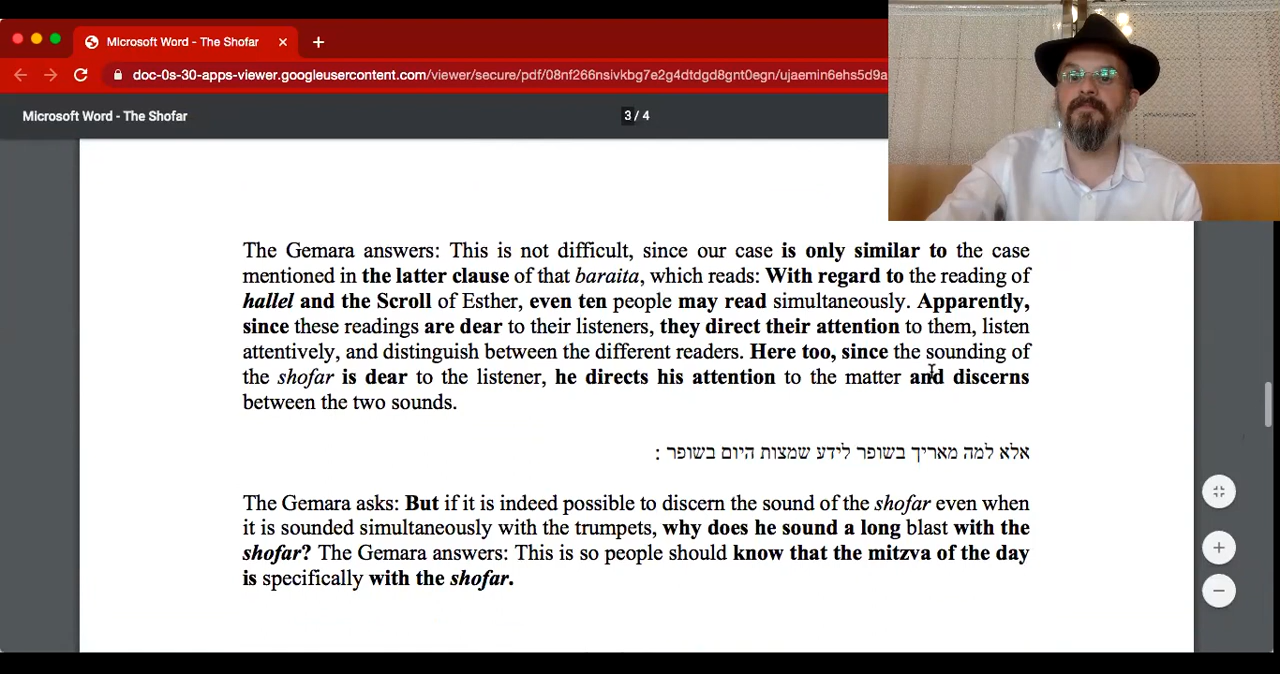 Microsoft Word - The Shofar
doc-0s-30-apps-viewer.googleusercontent.com/viewer/secure/pdf/08nf266nsivkbg7e2g4dtgd8gnt0egn/ujaemin6ehs5d9a
Microsoft Word - The Shofar
3 / 4
The Gemara answers: This is not difficult, since our case is only similar to the case
mentioned in the latter clause of that baraita, which reads: With regard to the reading of
hallel and the Scroll of Esther, even ten people may read simultaneously. Apparently,
since these readings are dear to their listeners, they direct their attention to them, listen
attentively, and distinguish between the different readers. Here too, since the sounding of
the shofar is dear to the listener, he directs his attention to the matter and discerns
between the two sounds.
אלא למה מאריך בשופר לידע שמצות היום בשופר :
The Gemara asks: But if it is indeed possible to discern the sound of the shofar even when
it is sounded simultaneously with the trumpets, why does he sound a long blast with the
shofar? The Gemara answers: This is so people should know that the mitzva of the day
is specifically with the shofar.